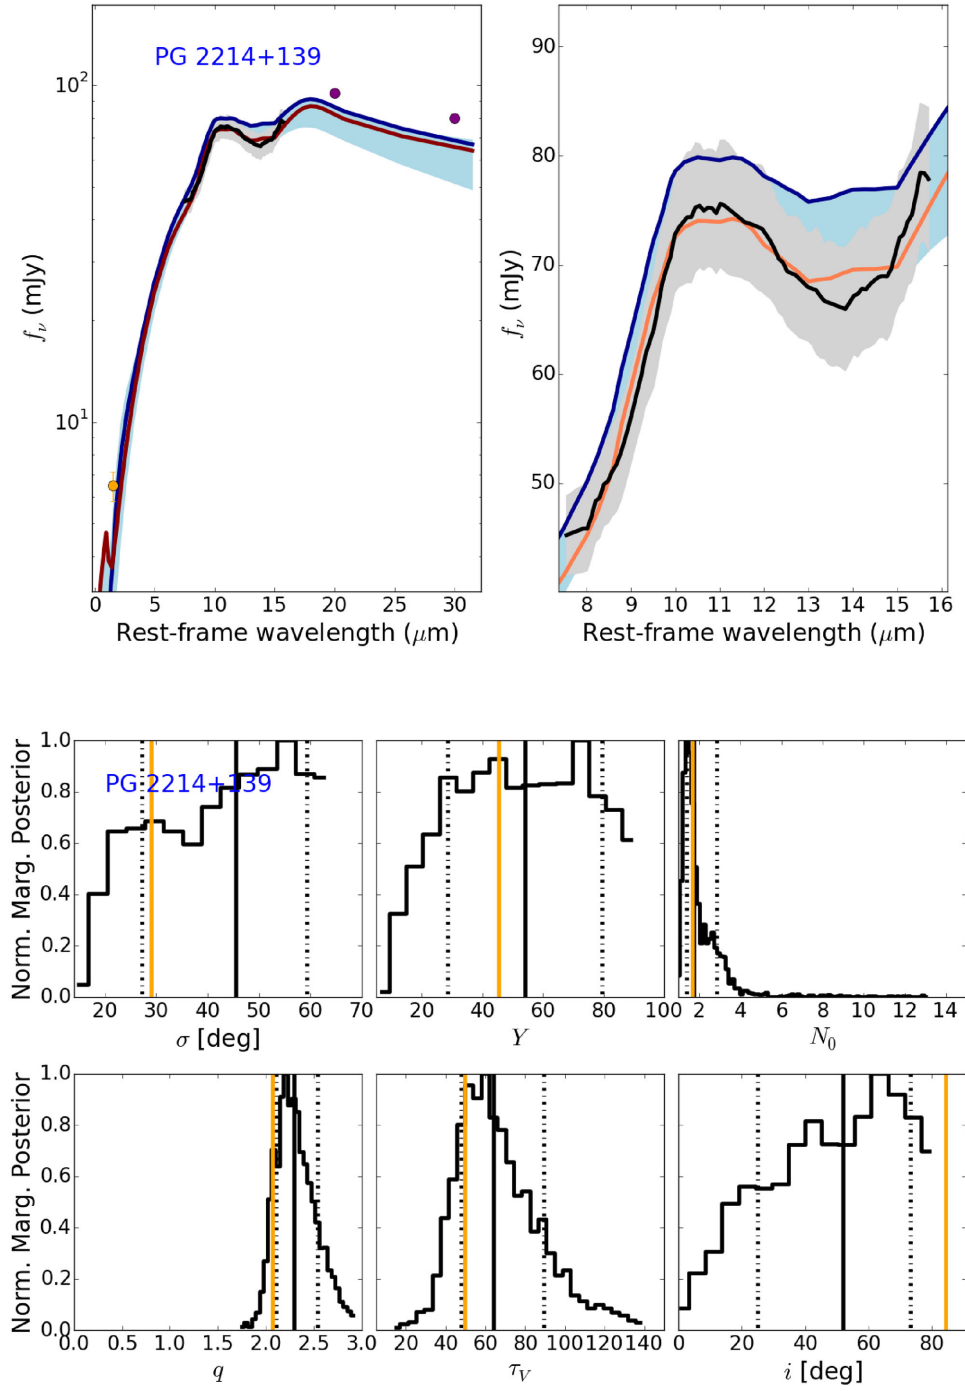 PG 2214+139
10²
10¹
f_ν (mJy)
0 5 10 15 20 25 30
Rest-frame wavelength (μm)
90
80
70
60
50
f_ν (mJy)
8 9 10 11 12 13 14 15 16
Rest-frame wavelength (μm)
Norm. Marg. Posterior
1.0
0.8
0.6
0.4
0.2
0.0
PG 2214+139
20 30 40 50 60 70
σ [deg]
0 20 40 60 80 100
Y
2 4 6 8 10 12 14
N₀
Norm. Marg. Posterior
1.0
0.8
0.6
0.4
0.2
0.0
0.0 0.5 1.0 1.5 2.0 2.5 3.0
q
20 40 60 80 100 120 140
τ_V
0 20 40 60 80
i [deg]